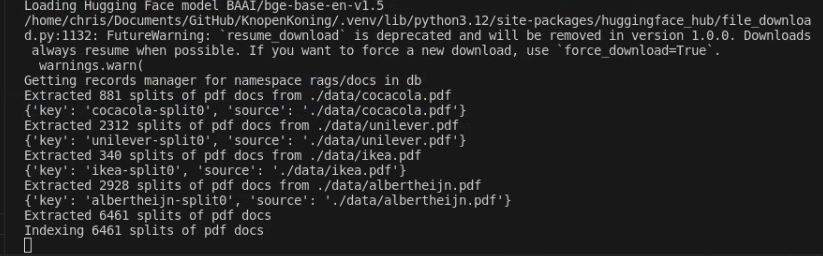 Loading Hugging Face model BAAI/bge-base-en-v1.5
/home/chris/Documents/GitHub/KnopenKoning/.venv/lib/python3.12/site-packages/huggingface_hub/file_downloa
d.py:1132: FutureWarning: `resume_download` is deprecated and will be removed in version 1.0.0. Downloads
 always resume when possible. If you want to force a new download, use `force_download=True`.
  warnings.warn(
Getting records manager for namespace rags/docs in db
Extracted 881 splits of pdf docs from ./data/cocacola.pdf
{'key': 'cocacola-split0', 'source': './data/cocacola.pdf'}
Extracted 2312 splits of pdf docs from ./data/unilever.pdf
{'key': 'unilever-split0', 'source': './data/unilever.pdf'}
Extracted 340 splits of pdf docs from ./data/ikea.pdf
{'key': 'ikea-split0', 'source': './data/ikea.pdf'}
Extracted 2928 splits of pdf docs from ./data/albertheijn.pdf
{'key': 'albertheijn-split0', 'source': './data/albertheijn.pdf'}
Extracted 6461 splits of pdf docs
Indexing 6461 splits of pdf docs